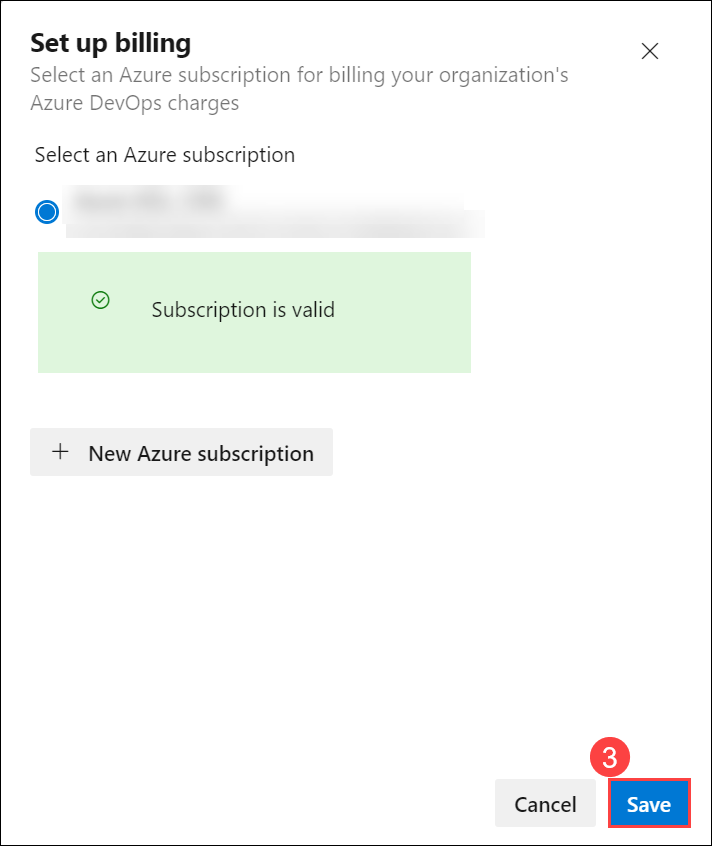 Set up billing
Select an Azure subscription for billing your organization's
Azure DevOps charges
Select an Azure subscription
Subscription is valid
+ New Azure subscription
3
Cancel
Save